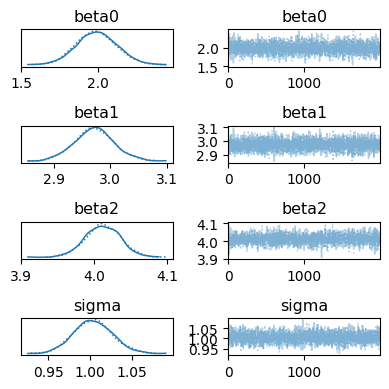 beta0 beta0
2.0
1.5
1.5 2.0 0 1000
beta1 beta1
3.1
3.0
2.9
2.9 3.0 3.1 0 1000
beta2 beta2
4.1
4.0
3.9
3.9 4.0 4.1 0 1000
sigma sigma
1.05
1.00
0.95
0.95 1.00 1.05 0 1000